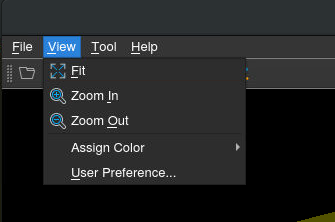 File View Tool Help
Fit
Zoom In
Zoom Out
Assign Color
User Preference...